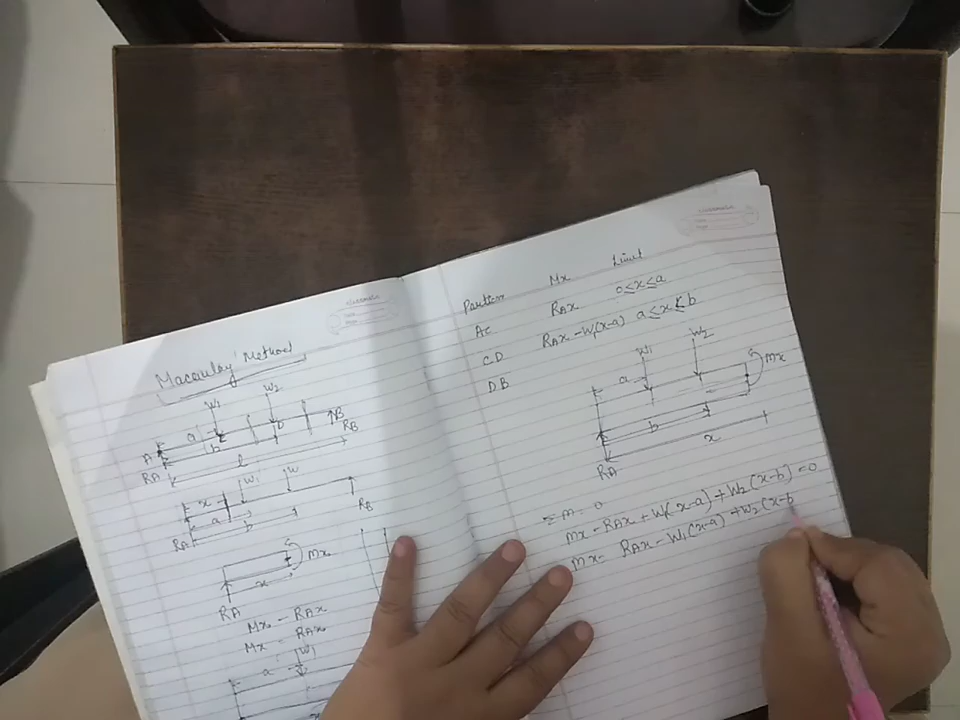 Macaulay' Method
W1 W2
A a C D B
b
RA l RB
x W1 W
a b
RA RB
Mx
x
RA
Mx - RAx
Mx = RAx
W1
a
x
Portion Mx Limit
AC RAx 0≤x≤a
CD RAx - W1(x-a) a≤x≤b
DB
W1 W2
a Mx
b
x
RA
ΣM = 0
Mx - RAx + W1(x-a) + W2(x-b) = 0
Mx = RAx - W1(x-a) + W2(x-b